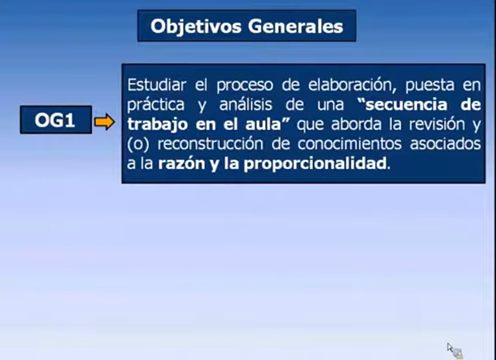 Objetivos Generales
OG1
Estudiar el proceso de elaboración, puesta en
práctica y análisis de una "secuencia de
trabajo en el aula" que aborda la revisión y
(o) reconstrucción de conocimientos asociados
a la razón y la proporcionalidad.